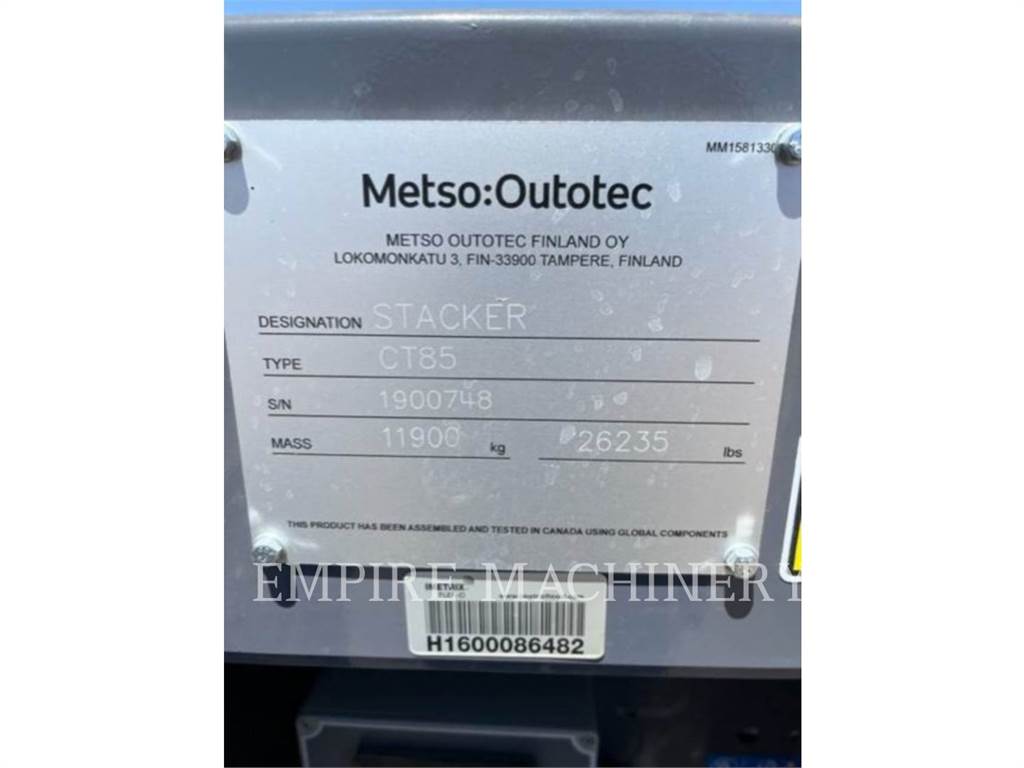 MM1581330
Metso:Outotec
METSO OUTOTEC FINLAND OY
LOKOMONKATU 3, FIN-33900 TAMPERE, FINLAND
DESIGNATION STACKER
TYPE CT85
S/N 1900748
MASS 11900 kg 26235 lbs
THIS PRODUCT HAS BEEN ASSEMBLED AND TESTED IN CANADA USING GLOBAL COMPONENTS
EMPIRE MACHINERY
H1600086482